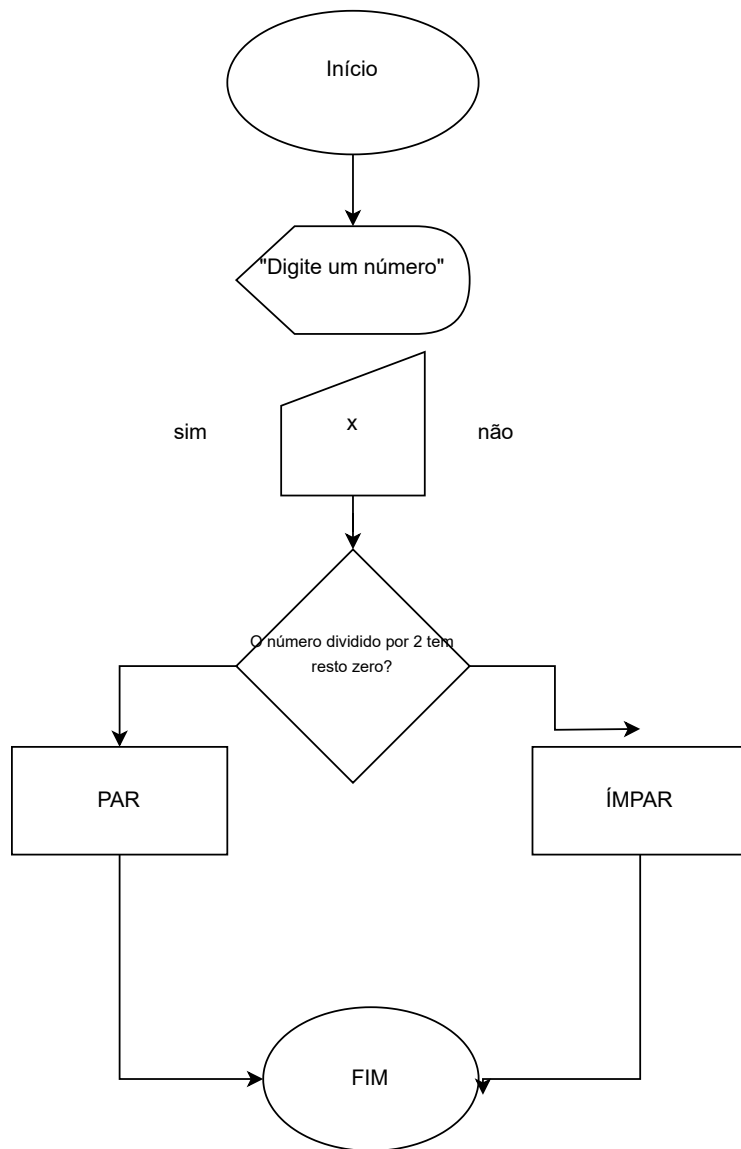 Início
"Digite um número"
sim
x
não
O número dividido por 2 tem
resto zero?
PAR
ÍMPAR
FIM